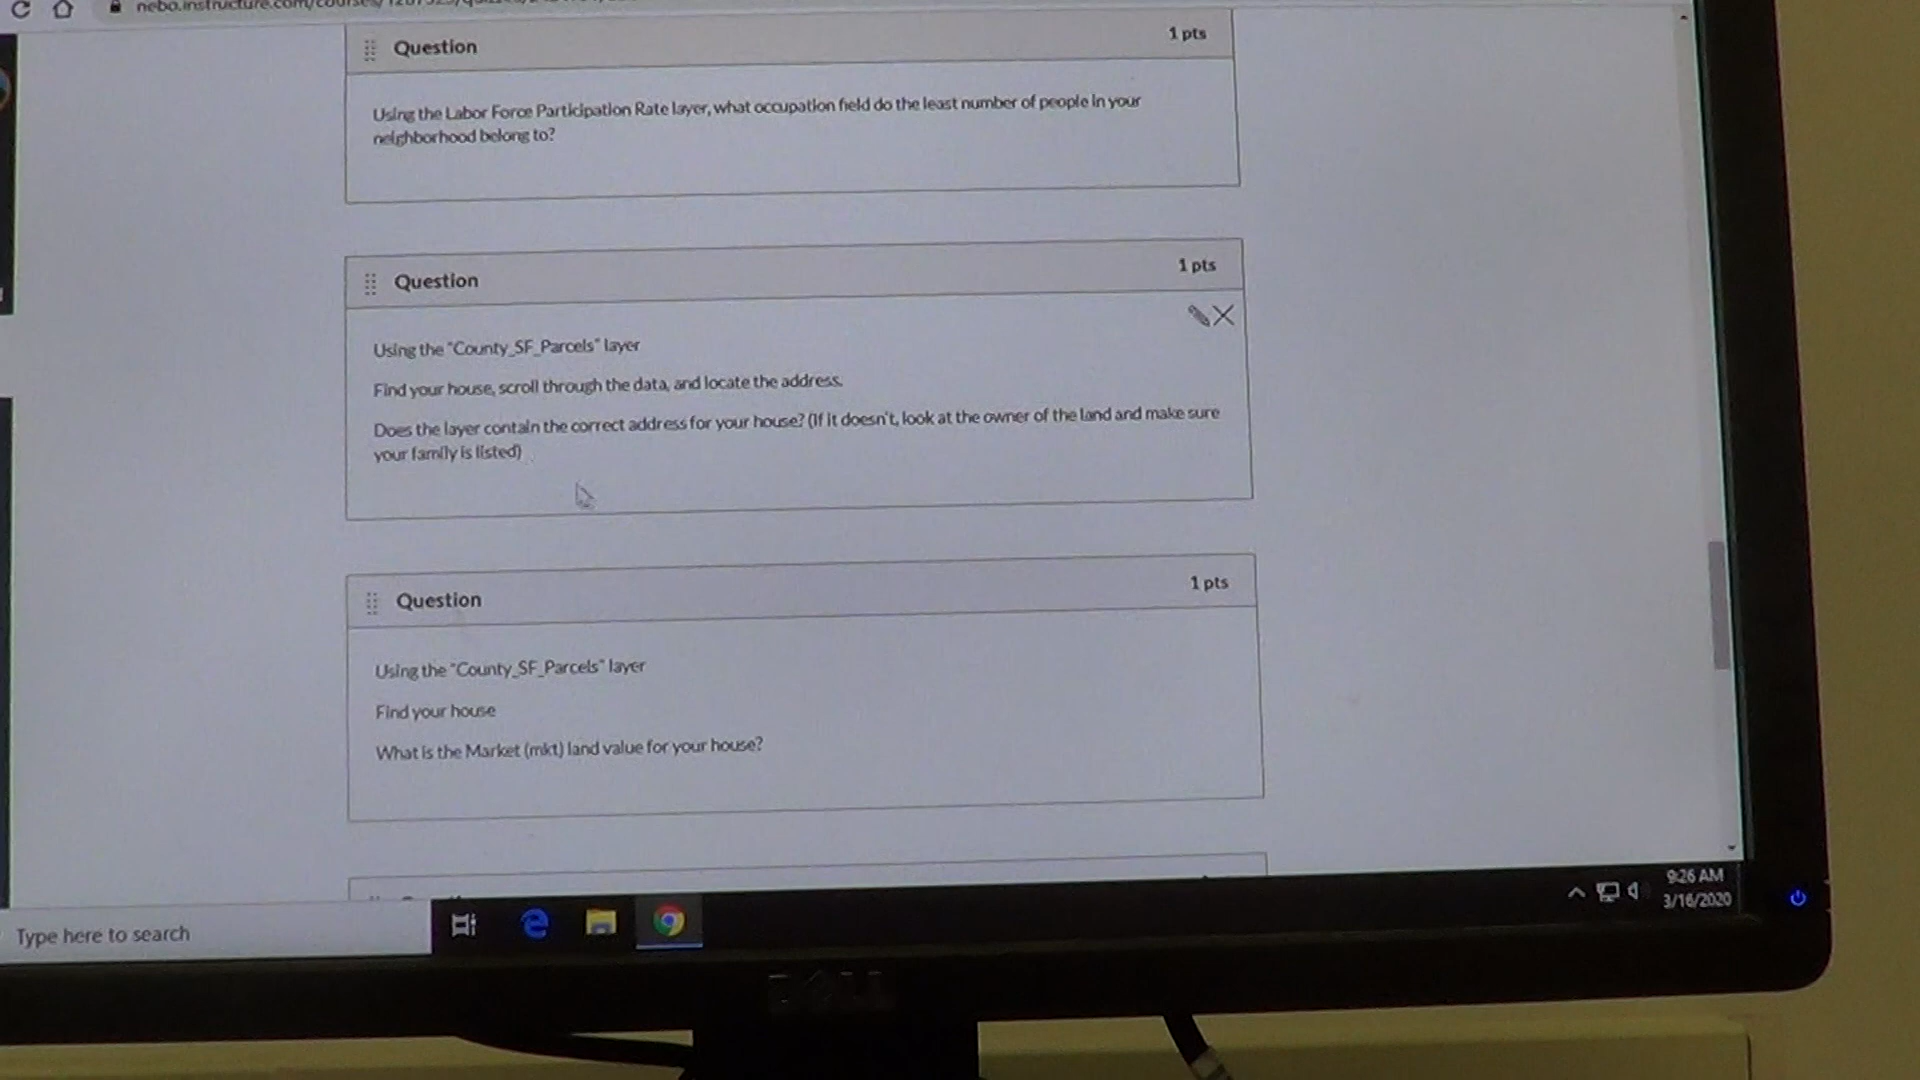 Question
1 pts
Using the Labor Force Participation Rate layer, what occupation field do the least number of people in your
neighborhood belong to?
Question
1 pts
Using the "County_SF_Parcels" layer
Find your house, scroll through the data, and locate the address.
Does the layer contain the correct address for your house? (If it doesn't, look at the owner of the land and make sure
your family is listed)
Question
1 pts
Using the "County_SF_Parcels" layer
Find your house
What is the Market (mkt) land value for your house?
Type here to search
9:26 AM
3/16/2020
DELL